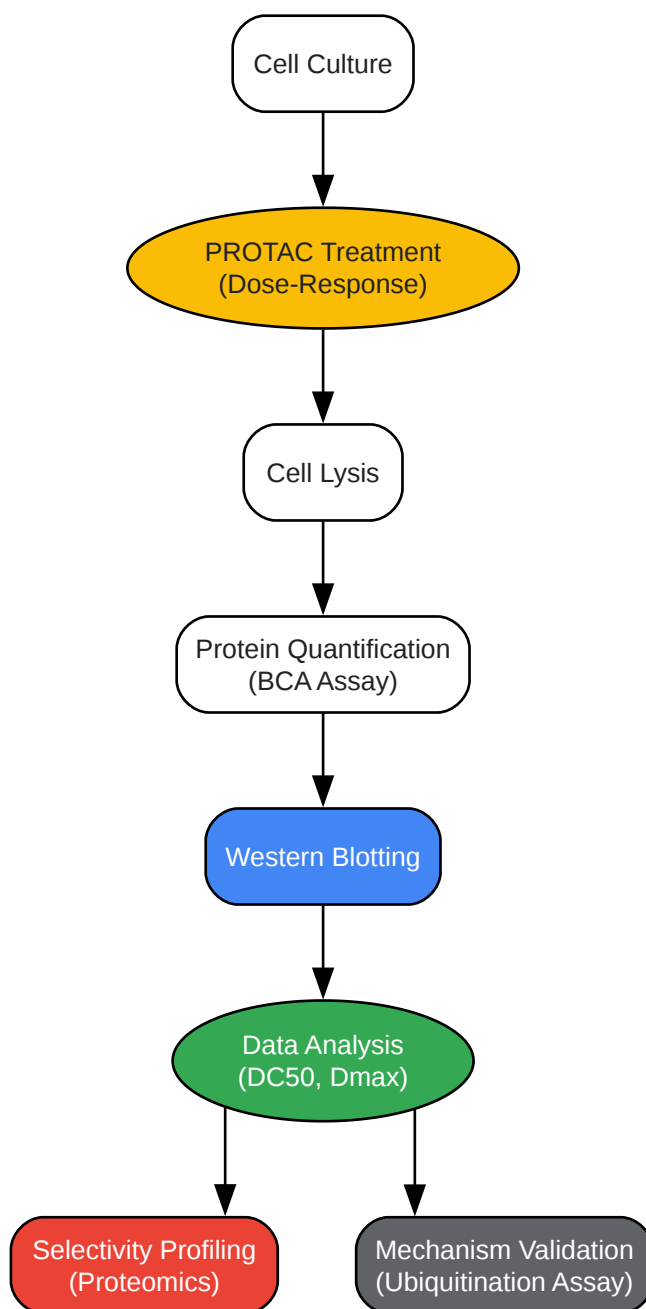 Cell Culture
PROTAC Treatment
(Dose-Response)
Cell Lysis
Protein Quantification
(BCA Assay)
Western Blotting
Data Analysis
(DC50, Dmax)
Selectivity Profiling
(Proteomics)
Mechanism Validation
(Ubiquitination Assay)